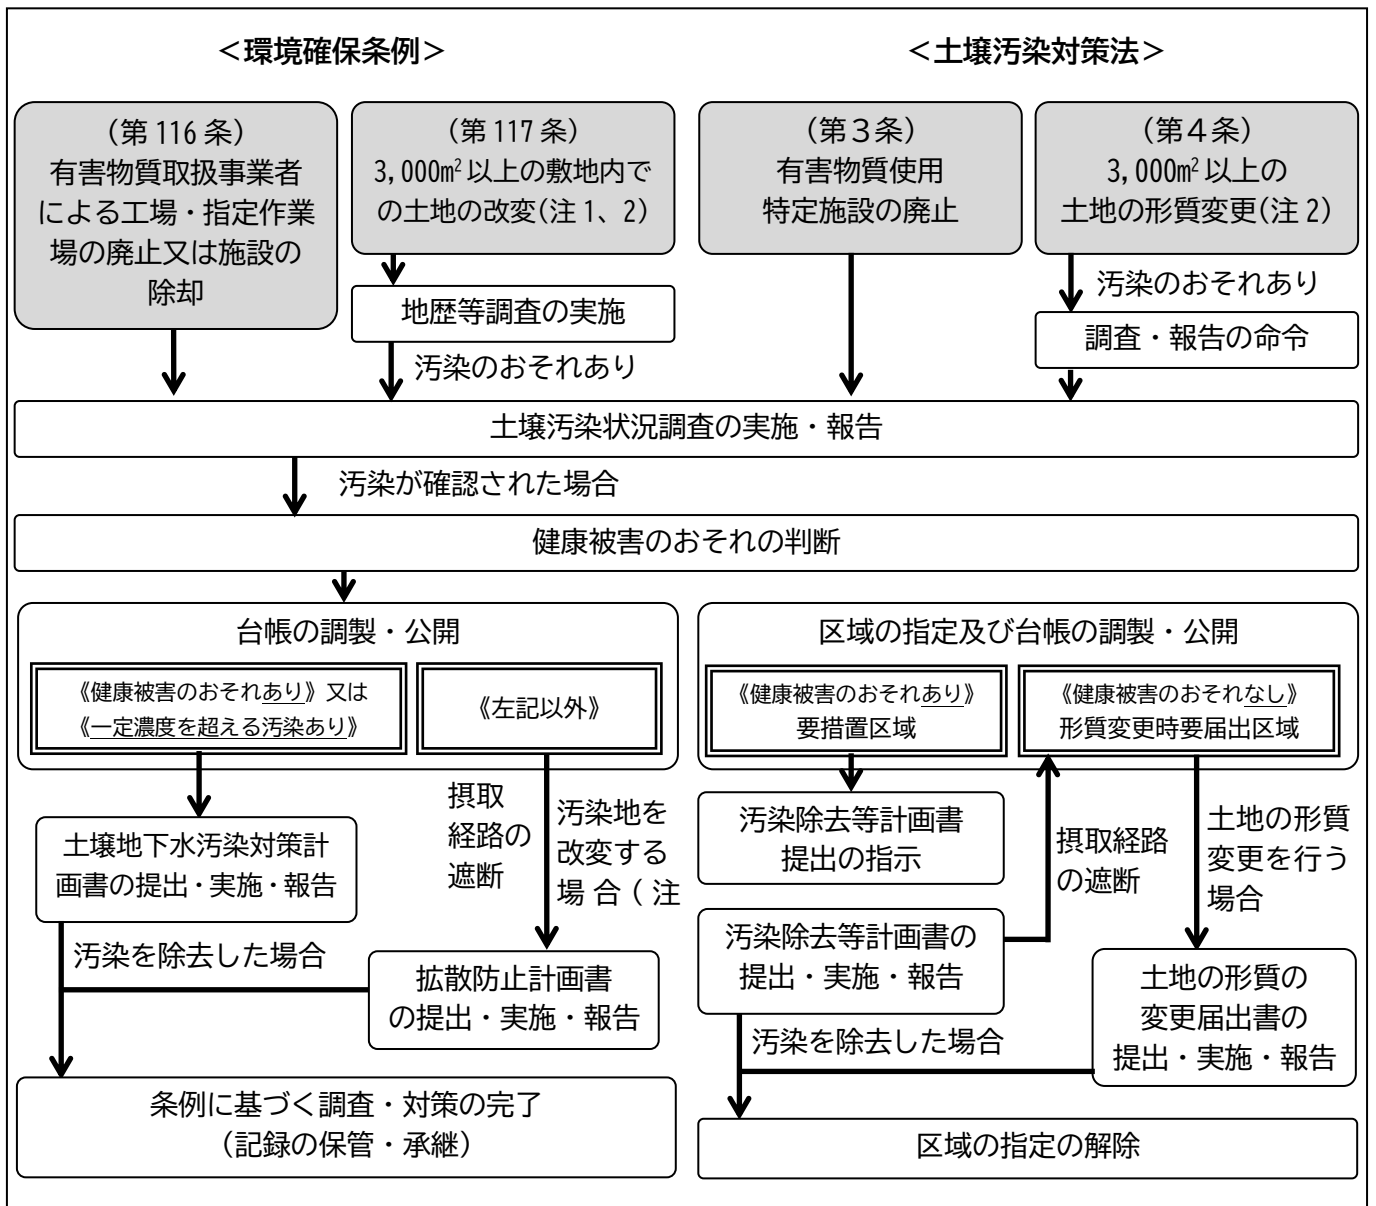 ＜環境確保条例＞
＜土壌汚染対策法＞
（第116条）
有害物質取扱事業者
による工場・指定作業
場の廃止又は施設の
除却
（第117条）
3,000㎡以上の敷地内で
の土地の改変(注1、2)
（第３条）
有害物質使用
特定施設の廃止
（第４条）
3,000㎡以上の
土地の形質変更(注2)
地歴等調査の実施
汚染のおそれあり
汚染のおそれあり
調査・報告の命令
土壌汚染状況調査の実施・報告
汚染が確認された場合
健康被害のおそれの判断
台帳の調製・公開
《健康被害のおそれあり》又は
《一定濃度を超える汚染あり》
《左記以外》
区域の指定及び台帳の調製・公開
《健康被害のおそれあり》
要措置区域
《健康被害のおそれなし》
形質変更時要届出区域
土壌地下水汚染対策計
画書の提出・実施・報告
摂取
経路の
遮断
汚染地を
改変する
場合(注
汚染除去等計画書
提出の指示
摂取経路
の遮断
土地の形質
変更を行う
場合
汚染を除去した場合
拡散防止計画書
の提出・実施・報告
汚染除去等計画書の
提出・実施・報告
土地の形質の
変更届出書の
提出・実施・報告
汚染を除去した場合
条例に基づく調査・対策の完了
（記録の保管・承継）
区域の指定の解除